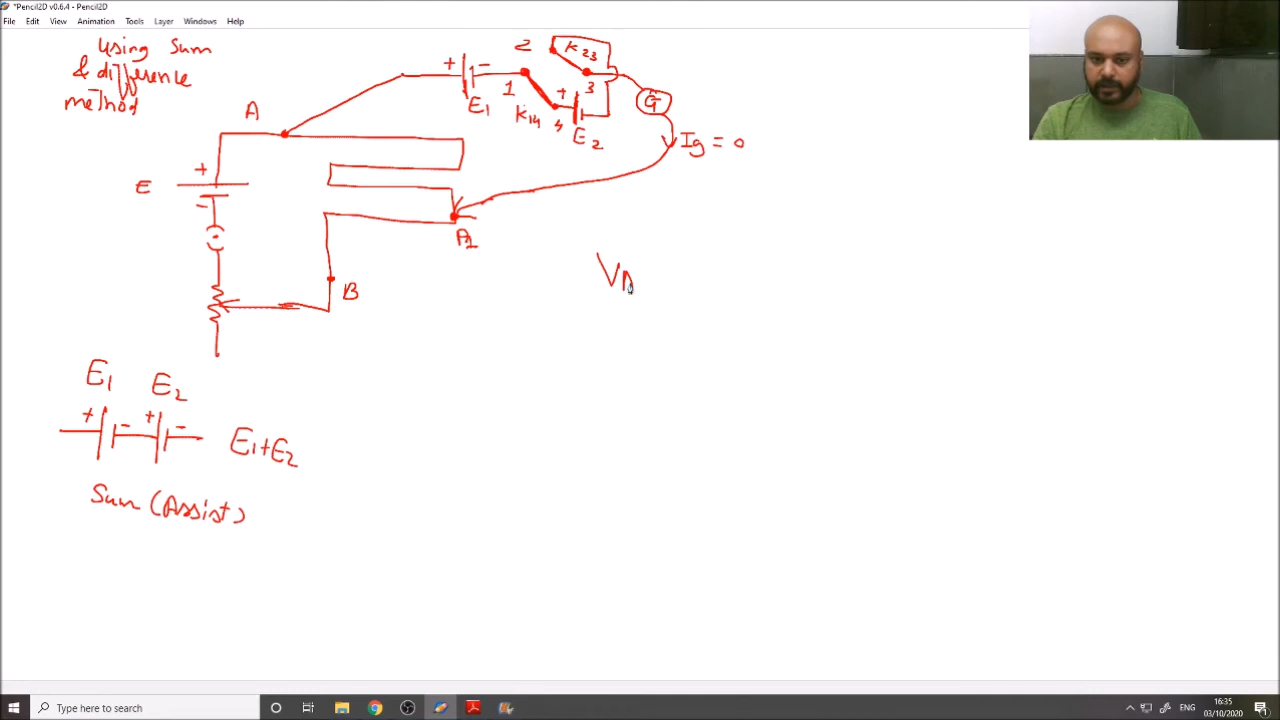 *Pencil2D v0.6.4 - Pencil2D
File Edit View Animation Tools Layer Windows Help
Using Sum
& difference
method
A
+ -
E1
2
K23
1
3
K14
4
+
E2
G
Ig = 0
E
+
-
A1
B
VA
E1 E2
+ - + -
E1+E2
Sum (Assist)
Type here to search
ENG
16:35
03/10/2020
1